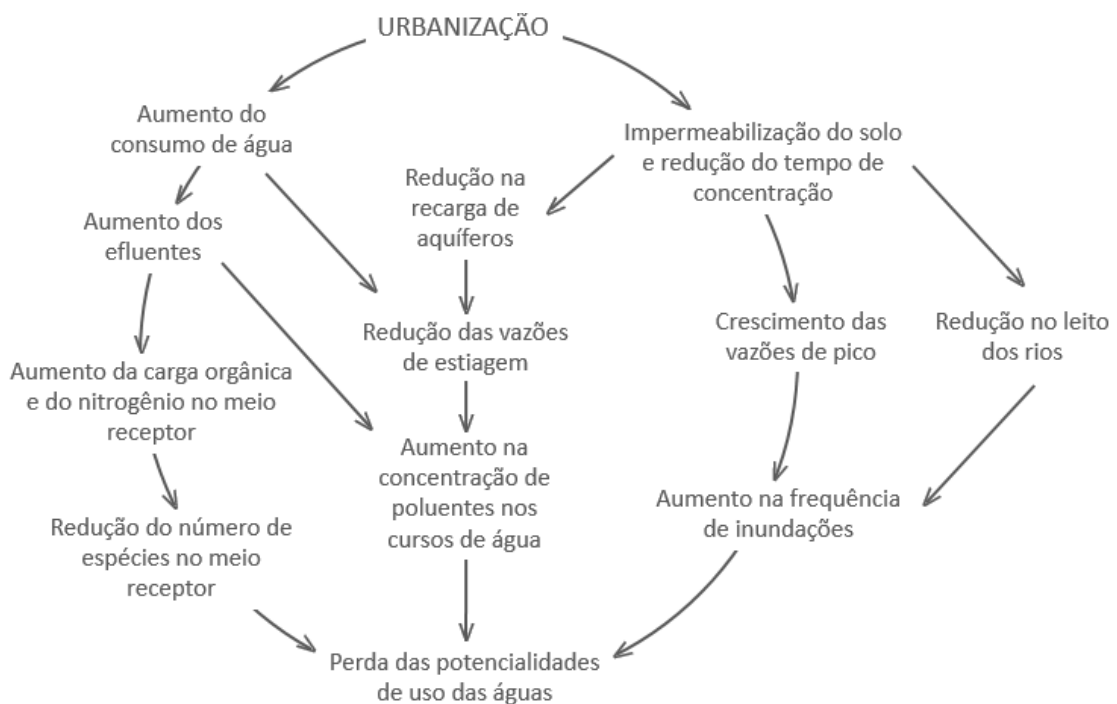 URBANIZAÇÃO
Aumento do
consumo de água
Impermeabilização do solo
e redução do tempo de
concentração
Redução na
recarga de
aquíferos
Aumento dos
efluentes
Redução das vazões
de estiagem
Crescimento das
vazões de pico
Redução no leito
dos rios
Aumento da carga orgânica
e do nitrogênio no meio
receptor
Aumento na
concentração de
poluentes nos
cursos de água
Aumento na frequência
de inundações
Redução do número de
espécies no meio
receptor
Perda das potencialidades
de uso das águas